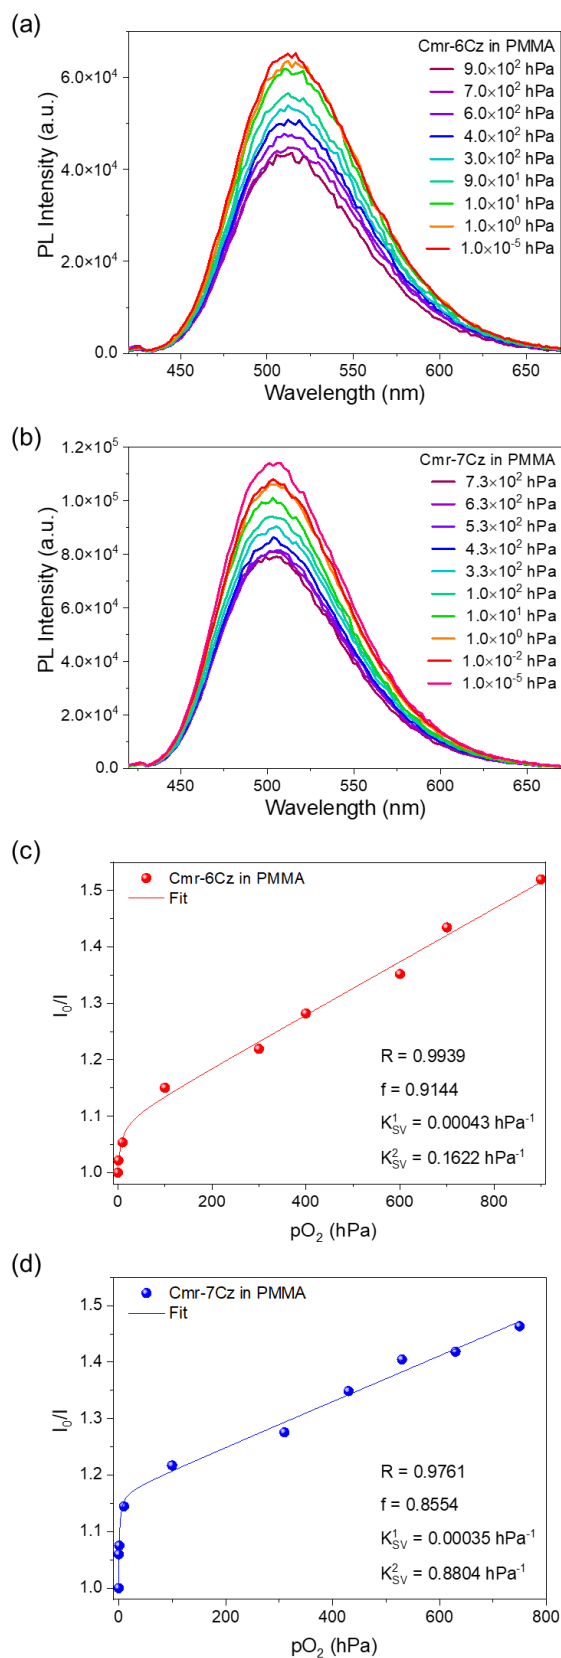 (a)
Cmr-6Cz in PMMA
9.0×10² hPa
7.0×10² hPa
6.0×10² hPa
4.0×10² hPa
3.0×10² hPa
9.0×10¹ hPa
1.0×10¹ hPa
1.0×10⁰ hPa
1.0×10⁻⁵ hPa
PL Intensity (a.u.)
6.0×10⁴
4.0×10⁴
2.0×10⁴
0.0
450 500 550 600 650
Wavelength (nm)
(b)
Cmr-7Cz in PMMA
7.3×10² hPa
6.3×10² hPa
5.3×10² hPa
4.3×10² hPa
3.3×10² hPa
1.0×10² hPa
1.0×10¹ hPa
1.0×10⁰ hPa
1.0×10⁻² hPa
1.0×10⁻⁵ hPa
PL Intensity (a.u.)
1.2×10⁵
1.0×10⁵
8.0×10⁴
6.0×10⁴
4.0×10⁴
2.0×10⁴
0.0
450 500 550 600 650
Wavelength (nm)
(c)
Cmr-6Cz in PMMA
Fit
I₀/I
1.5
1.4
1.3
1.2
1.1
1.0
R = 0.9939
f = 0.9144
K¹SV = 0.00043 hPa⁻¹
K²SV = 0.1622 hPa⁻¹
0 200 400 600 800
pO₂ (hPa)
(d)
Cmr-7Cz in PMMA
Fit
I₀/I
1.5
1.4
1.3
1.2
1.1
1.0
R = 0.9761
f = 0.8554
K¹SV = 0.00035 hPa⁻¹
K²SV = 0.8804 hPa⁻¹
0 200 400 600 800
pO₂ (hPa)